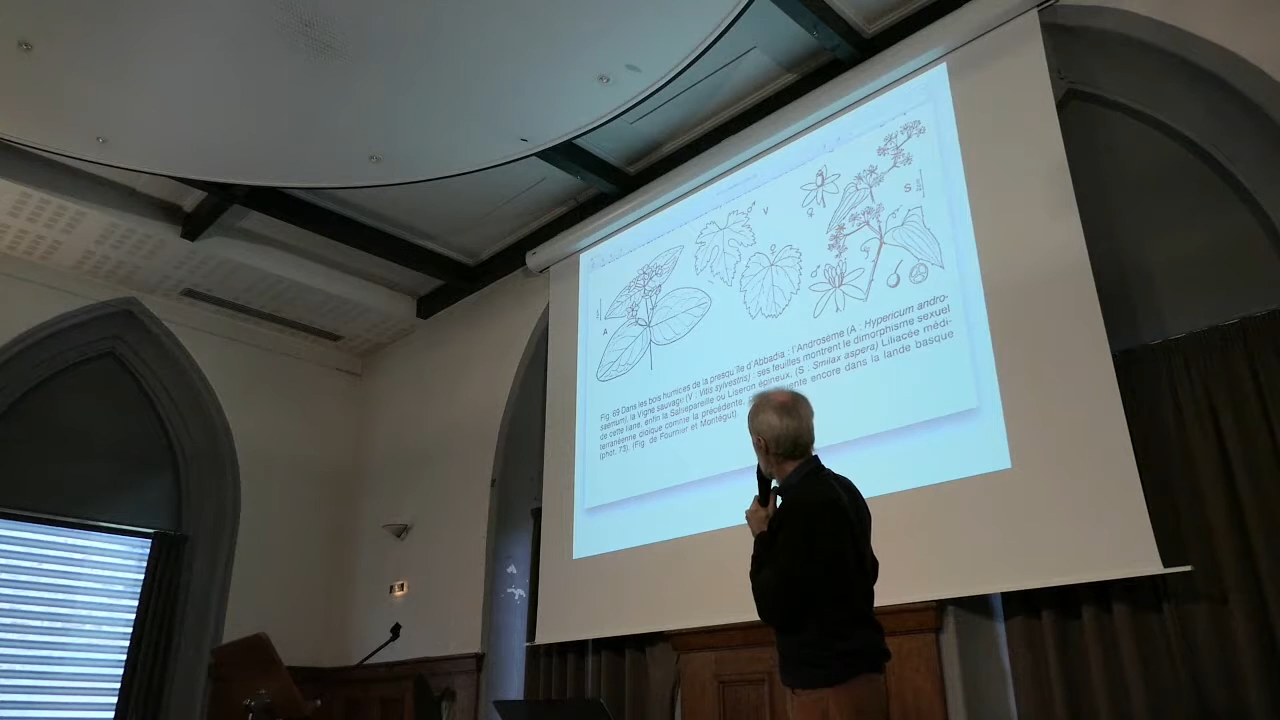 V
S
♀
A
Fig. 69 Dans les bois humides de la presqu'île d'Abbadia : l'Androsème (A : Hypericum andro-
saemum), la Vigne sauvage (V : Vitis sylvestris) : ses feuilles montrent le dimorphisme sexuel
de cette liane, enfin la Salsepareille ou Liseron épineux, (S : Smilax aspera) Liliacée médi-
terranéenne dioïque comme la précédente, encore dans la lande basque
(phot. 73). (Fig. de Fournier et Montégut).